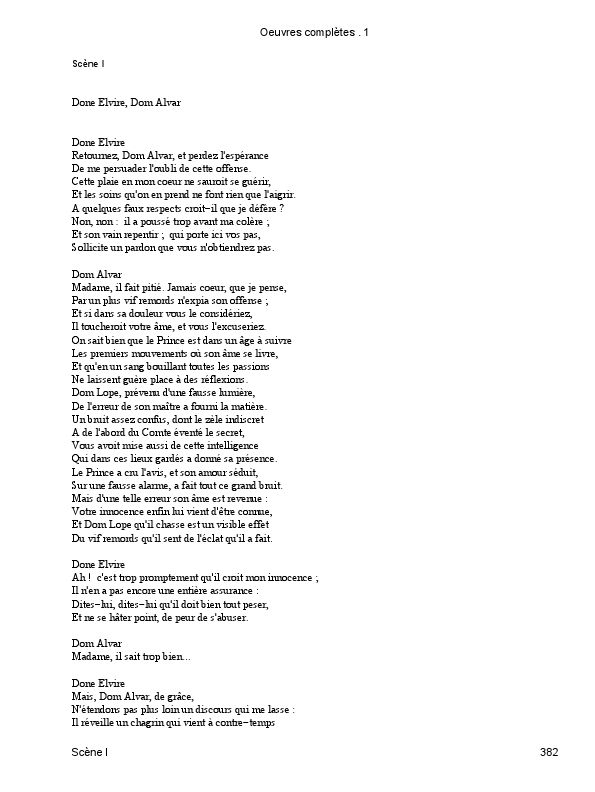 Oeuvres complètes . 1
Scène I
Done Elvire, Dom Alvar
Done Elvire
Retournez, Dom Alvar, et perdez l'espérance
De me persuader l'oubli de cette offense.
Cette plaie en mon coeur ne sauroit se guérir,
Et les soins qu'on en prend ne font rien que l'aigrir.
A quelques faux respects croit-il que je défère ?
Non, non : il a poussé trop avant ma colère ;
Et son vain repentir ; qui porte ici vos pas,
Sollicite un pardon que vous n'obtiendrez pas.
Dom Alvar
Madame, il fait pitié. Jamais coeur, que je pense,
Par un plus vif remords n'expia son offense ;
Et si dans sa douleur vous le considériez,
Il toucheroit votre âme, et vous l'excuseriez.
On sait bien que le Prince est dans un âge à suivre
Les premiers mouvements où son âme se livre,
Et qu'en un sang bouillant toutes les passions
Ne laissent guère place à des réflexions.
Dom Lope, prévenu d'une fausse lumière,
De l'erreur de son maître a fourni la matière.
Un bruit assez confus, dont le zèle indiscret
A de l'abord du Comte éventé le secret,
Vous avoit mise aussi de cette intelligence
Qui dans ces lieux gardés a donné sa présence.
Le Prince a cru l'avis, et son amour séduit,
Sur une fausse alarme, a fait tout ce grand bruit.
Mais d'une telle erreur son âme est revenue :
Votre innocence enfin lui vient d'être connue,
Et Dom Lope qu'il chasse est un visible effet
Du vif remords qu'il sent de l'éclat qu'il a fait.
Done Elvire
Ah ! c'est trop promptement qu'il croit mon innocence ;
Il n'en a pas encore une entière assurance :
Dites-lui, dites-lui qu'il doit bien tout peser,
Et ne se hâter point, de peur de s'abuser.
Dom Alvar
Madame, il sait trop bien...
Done Elvire
Mais, Dom Alvar, de grâce,
N'étendons pas plus loin un discours qui me lasse :
Il réveille un chagrin qui vient à contre-temps
Scène I 382